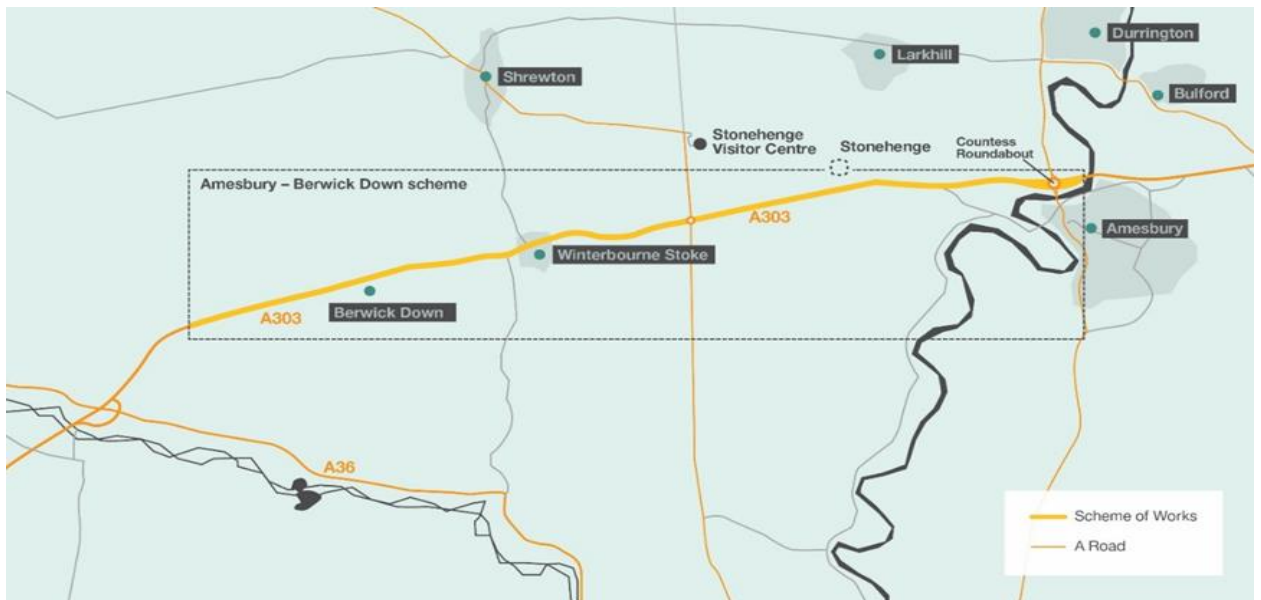 Durrington
Larkhill
Shrewton
Bulford
Stonehenge
Visitor Centre
Stonehenge
Countess
Roundabout
Amesbury – Berwick Down scheme
A303
Amesbury
Winterbourne Stoke
A303
Berwick Down
A36
Scheme of Works
A Road